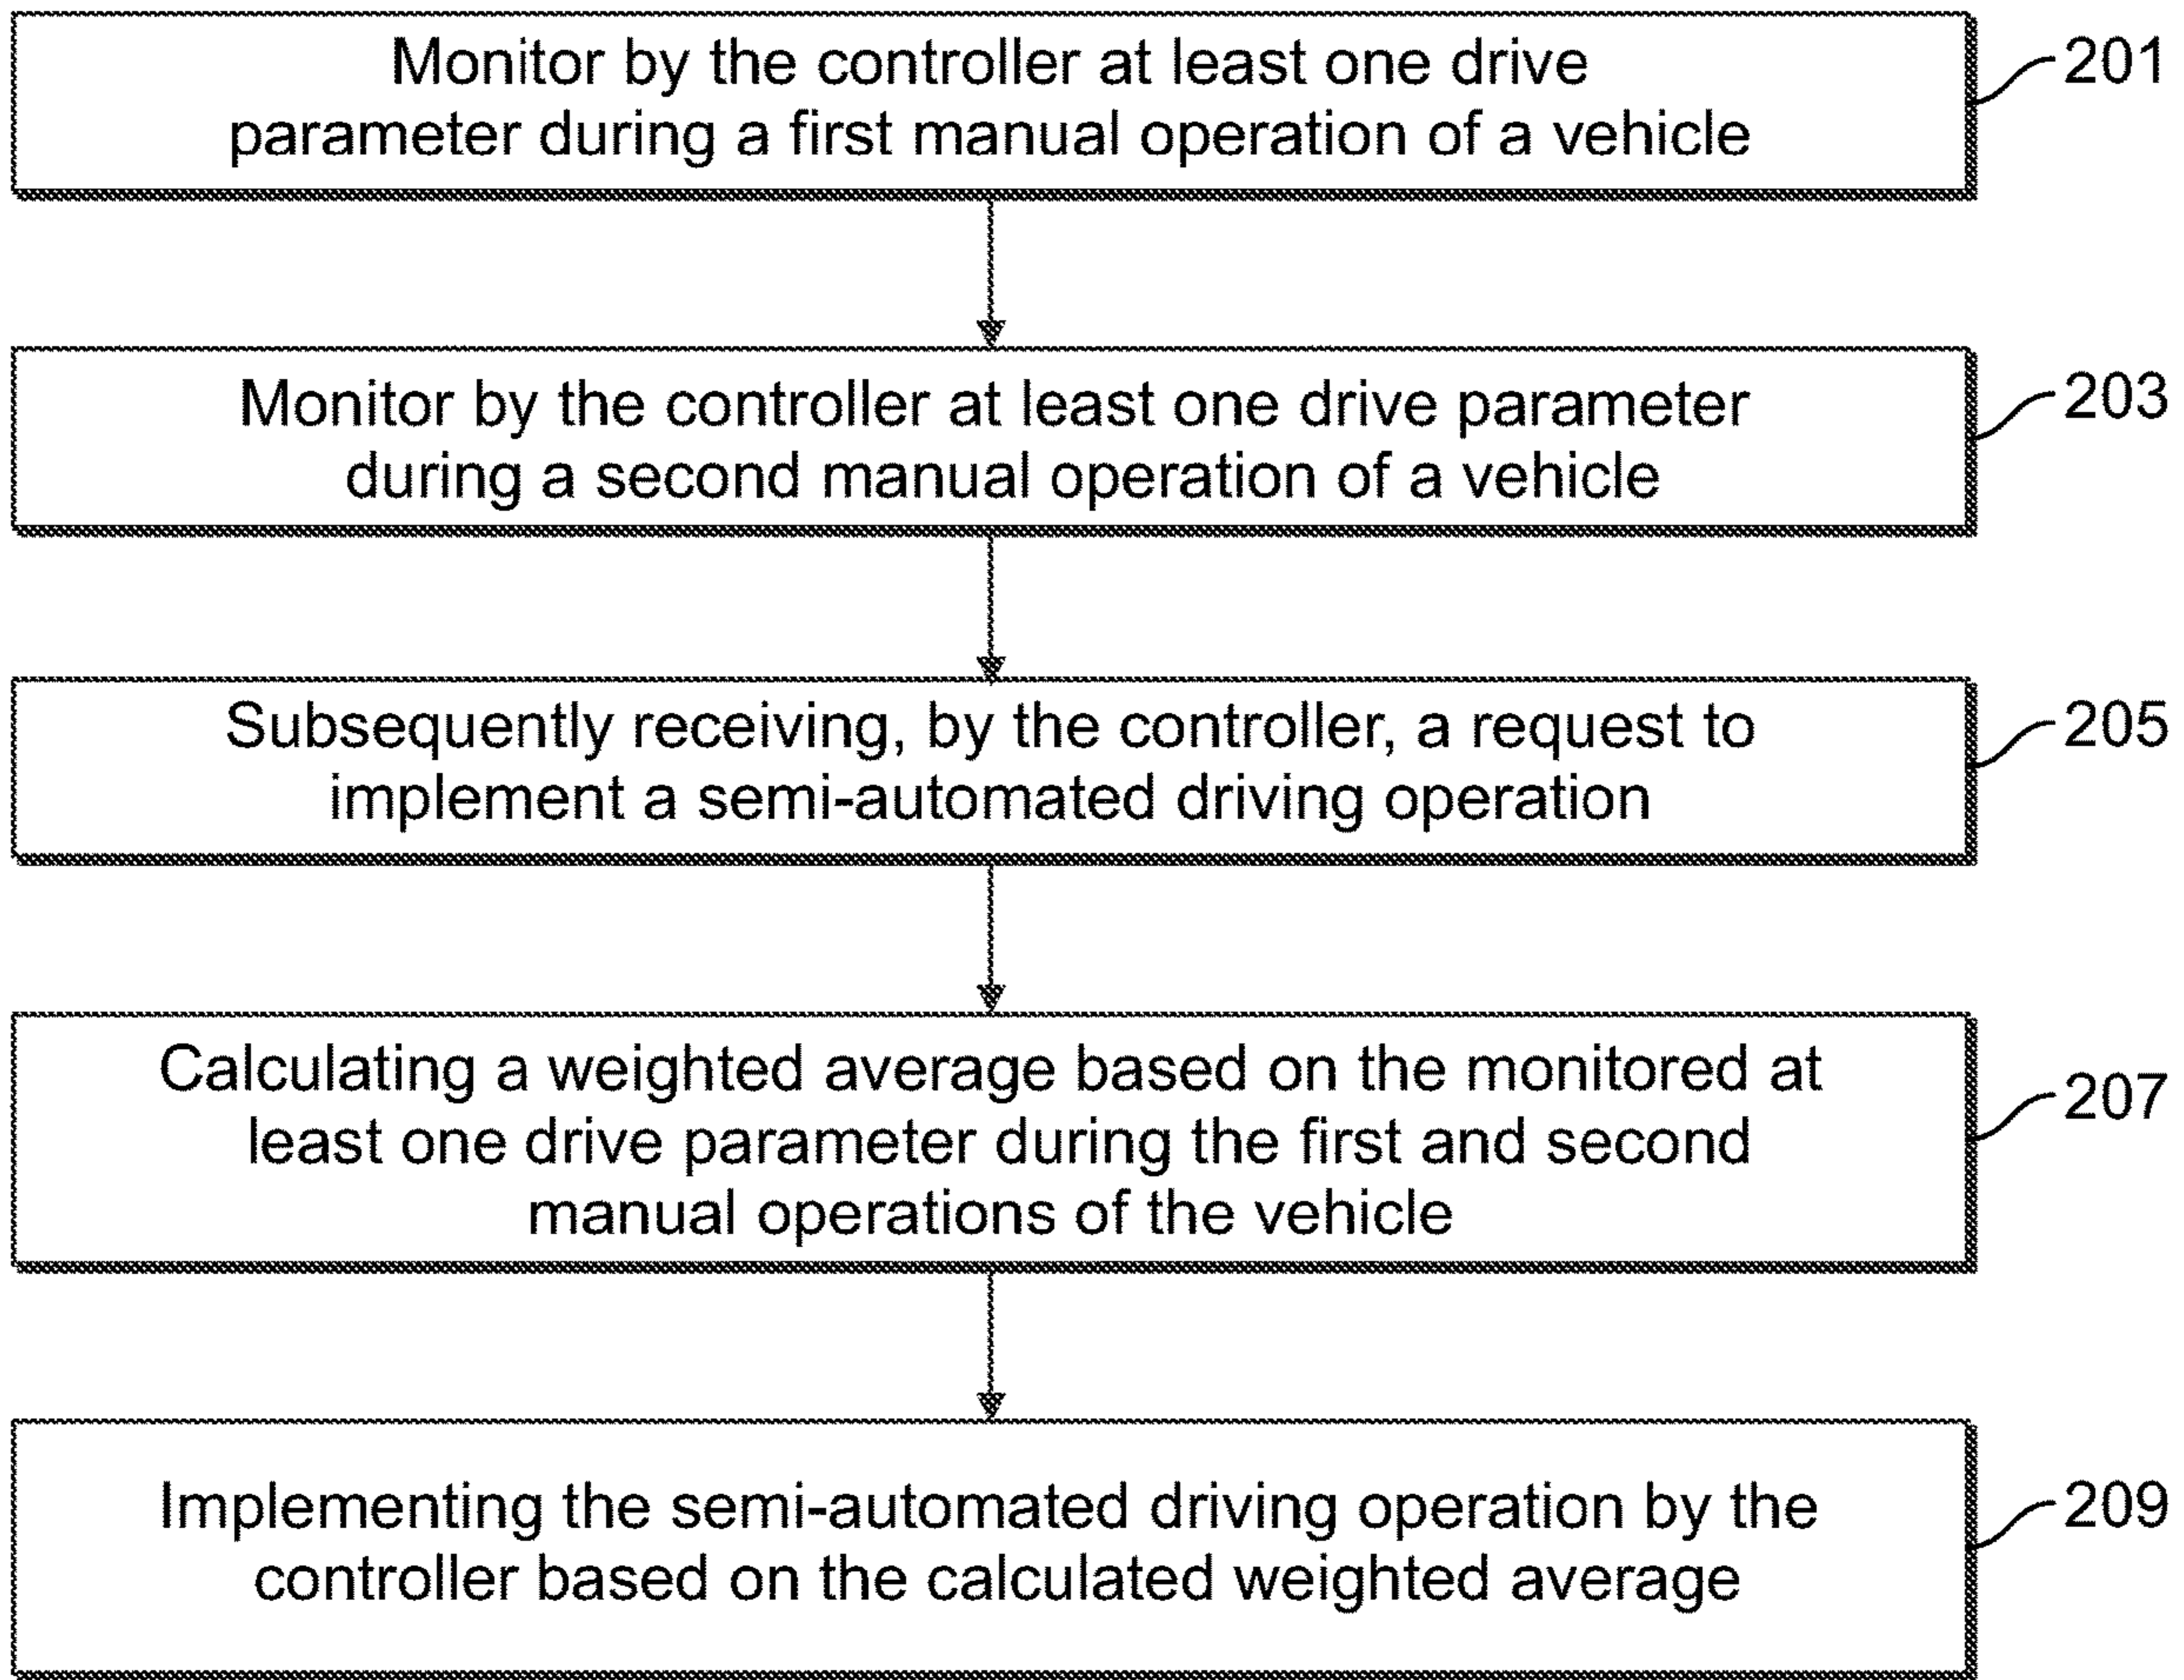 Monitor by the controller at least one drive
parameter during a first manual operation of a vehicle
201
Monitor by the controller at least one drive parameter
during a second manual operation of a vehicle
203
Subsequently receiving, by the controller, a request to
implement a semi-automated driving operation
205
Calculating a weighted average based on the monitored at
least one drive parameter during the first and second
manual operations of the vehicle
207
Implementing the semi-automated driving operation by the
controller based on the calculated weighted average
209